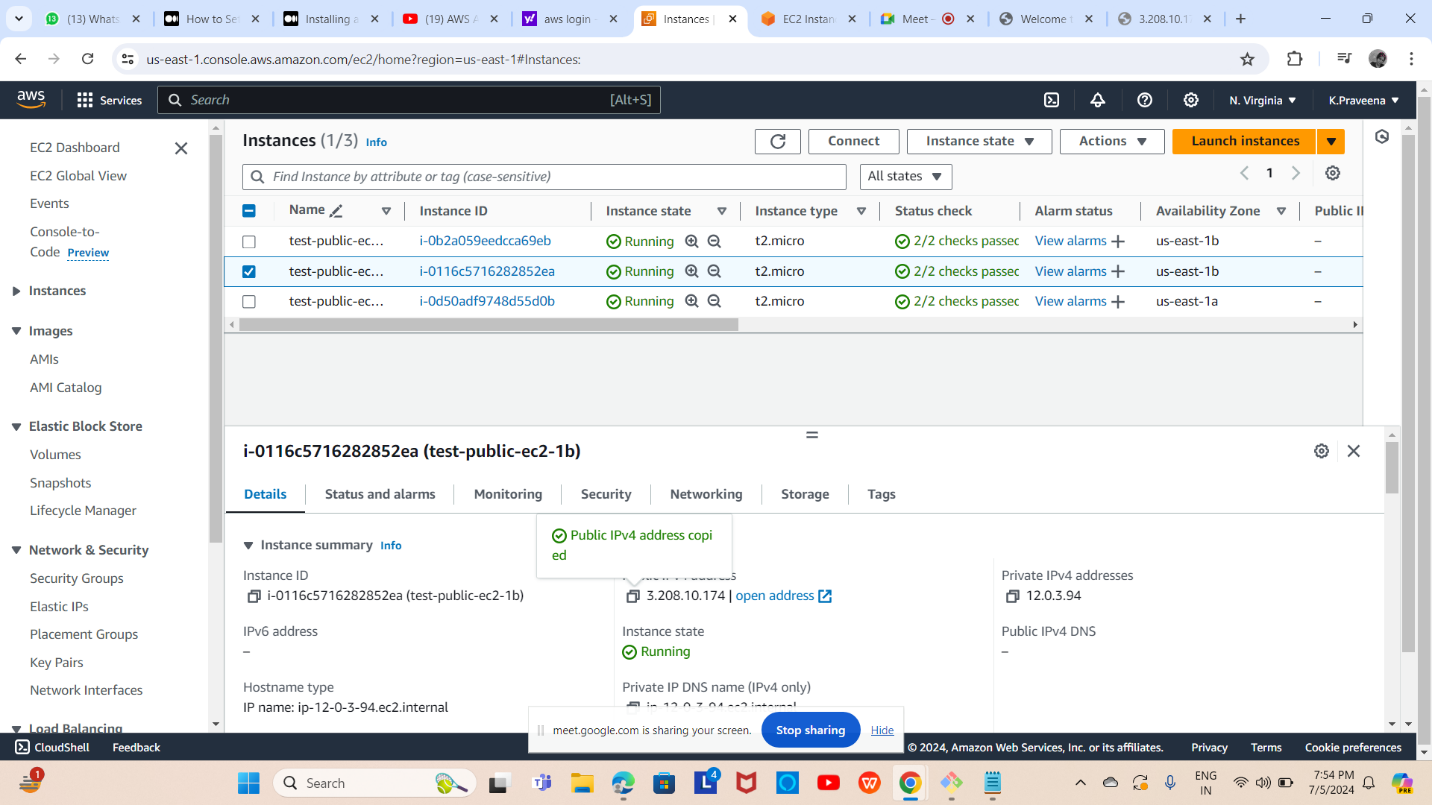 (13) Whats
How to Se
Installing a
(19) AWS A
aws login -
Instances |
EC2 Instan
Meet -
Welcome t
3.208.10.1
us-east-1.console.aws.amazon.com/ec2/home?region=us-east-1#Instances:
aws
Services
Search
[Alt+S]
N. Virginia
K.Praveena
EC2 Dashboard
EC2 Global View
Events
Console-to-
Code Preview
Instances
Images
AMIs
AMI Catalog
Elastic Block Store
Volumes
Snapshots
Lifecycle Manager
Network & Security
Security Groups
Elastic IPs
Placement Groups
Key Pairs
Network Interfaces
Load Balancing
Instances (1/3) Info
Connect
Instance state
Actions
Launch instances
Find Instance by attribute or tag (case-sensitive)
All states
1
Name Instance ID Instance state Instance type Status check Alarm status Availability Zone Public
test-public-ec... i-0b2a059eedcca69eb Running t2.micro 2/2 checks passec View alarms us-east-1b –
test-public-ec... i-0116c5716282852ea Running t2.micro 2/2 checks passec View alarms us-east-1b –
test-public-ec... i-0d50adf9748d55d0b Running t2.micro 2/2 checks passec View alarms us-east-1a –
i-0116c5716282852ea (test-public-ec2-1b)
Details Status and alarms Monitoring Security Networking Storage Tags
Public IPv4 address copi
ed
Instance summary Info
Instance ID
i-0116c5716282852ea (test-public-ec2-1b)
3.208.10.174 | open address
Private IPv4 addresses
12.0.3.94
IPv6 address
–
Instance state
Running
Public IPv4 DNS
–
Hostname type
IP name: ip-12-0-3-94.ec2.internal
Private IP DNS name (IPv4 only)
ip-12-0-3-94.ec2.internal
meet.google.com is sharing your screen.
Stop sharing
Hide
CloudShell
Feedback
© 2024, Amazon Web Services, Inc. or its affiliates.
Privacy
Terms
Cookie preferences
1
Search
4
ENG
IN
7:54 PM
7/5/2024
PRE